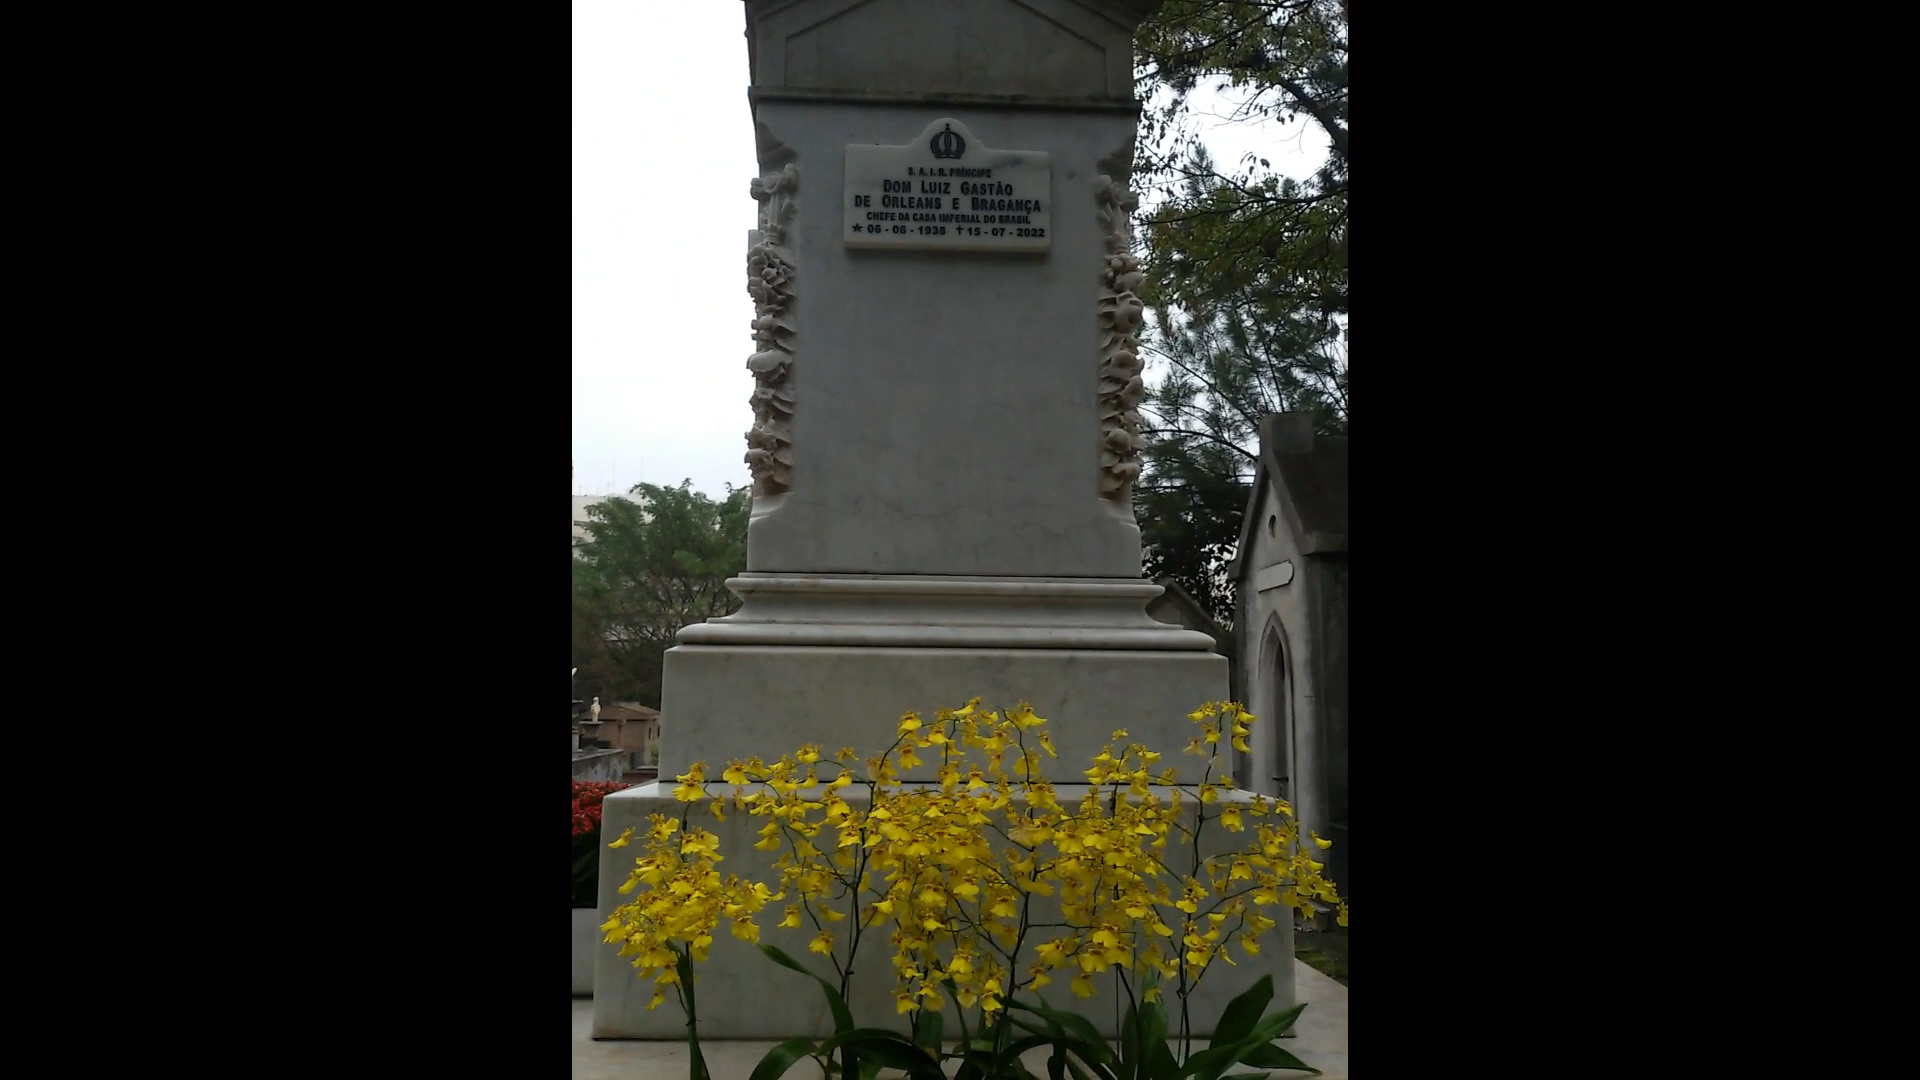 S. A. I. R. PRÍNCIPE
DOM LUIZ GASTÃO
DE ORLEANS E BRAGANÇA
CHEFE DA CASA IMPERIAL DO BRASIL
★ 06 - 06 - 1938 ✝ 15 - 07 - 2022